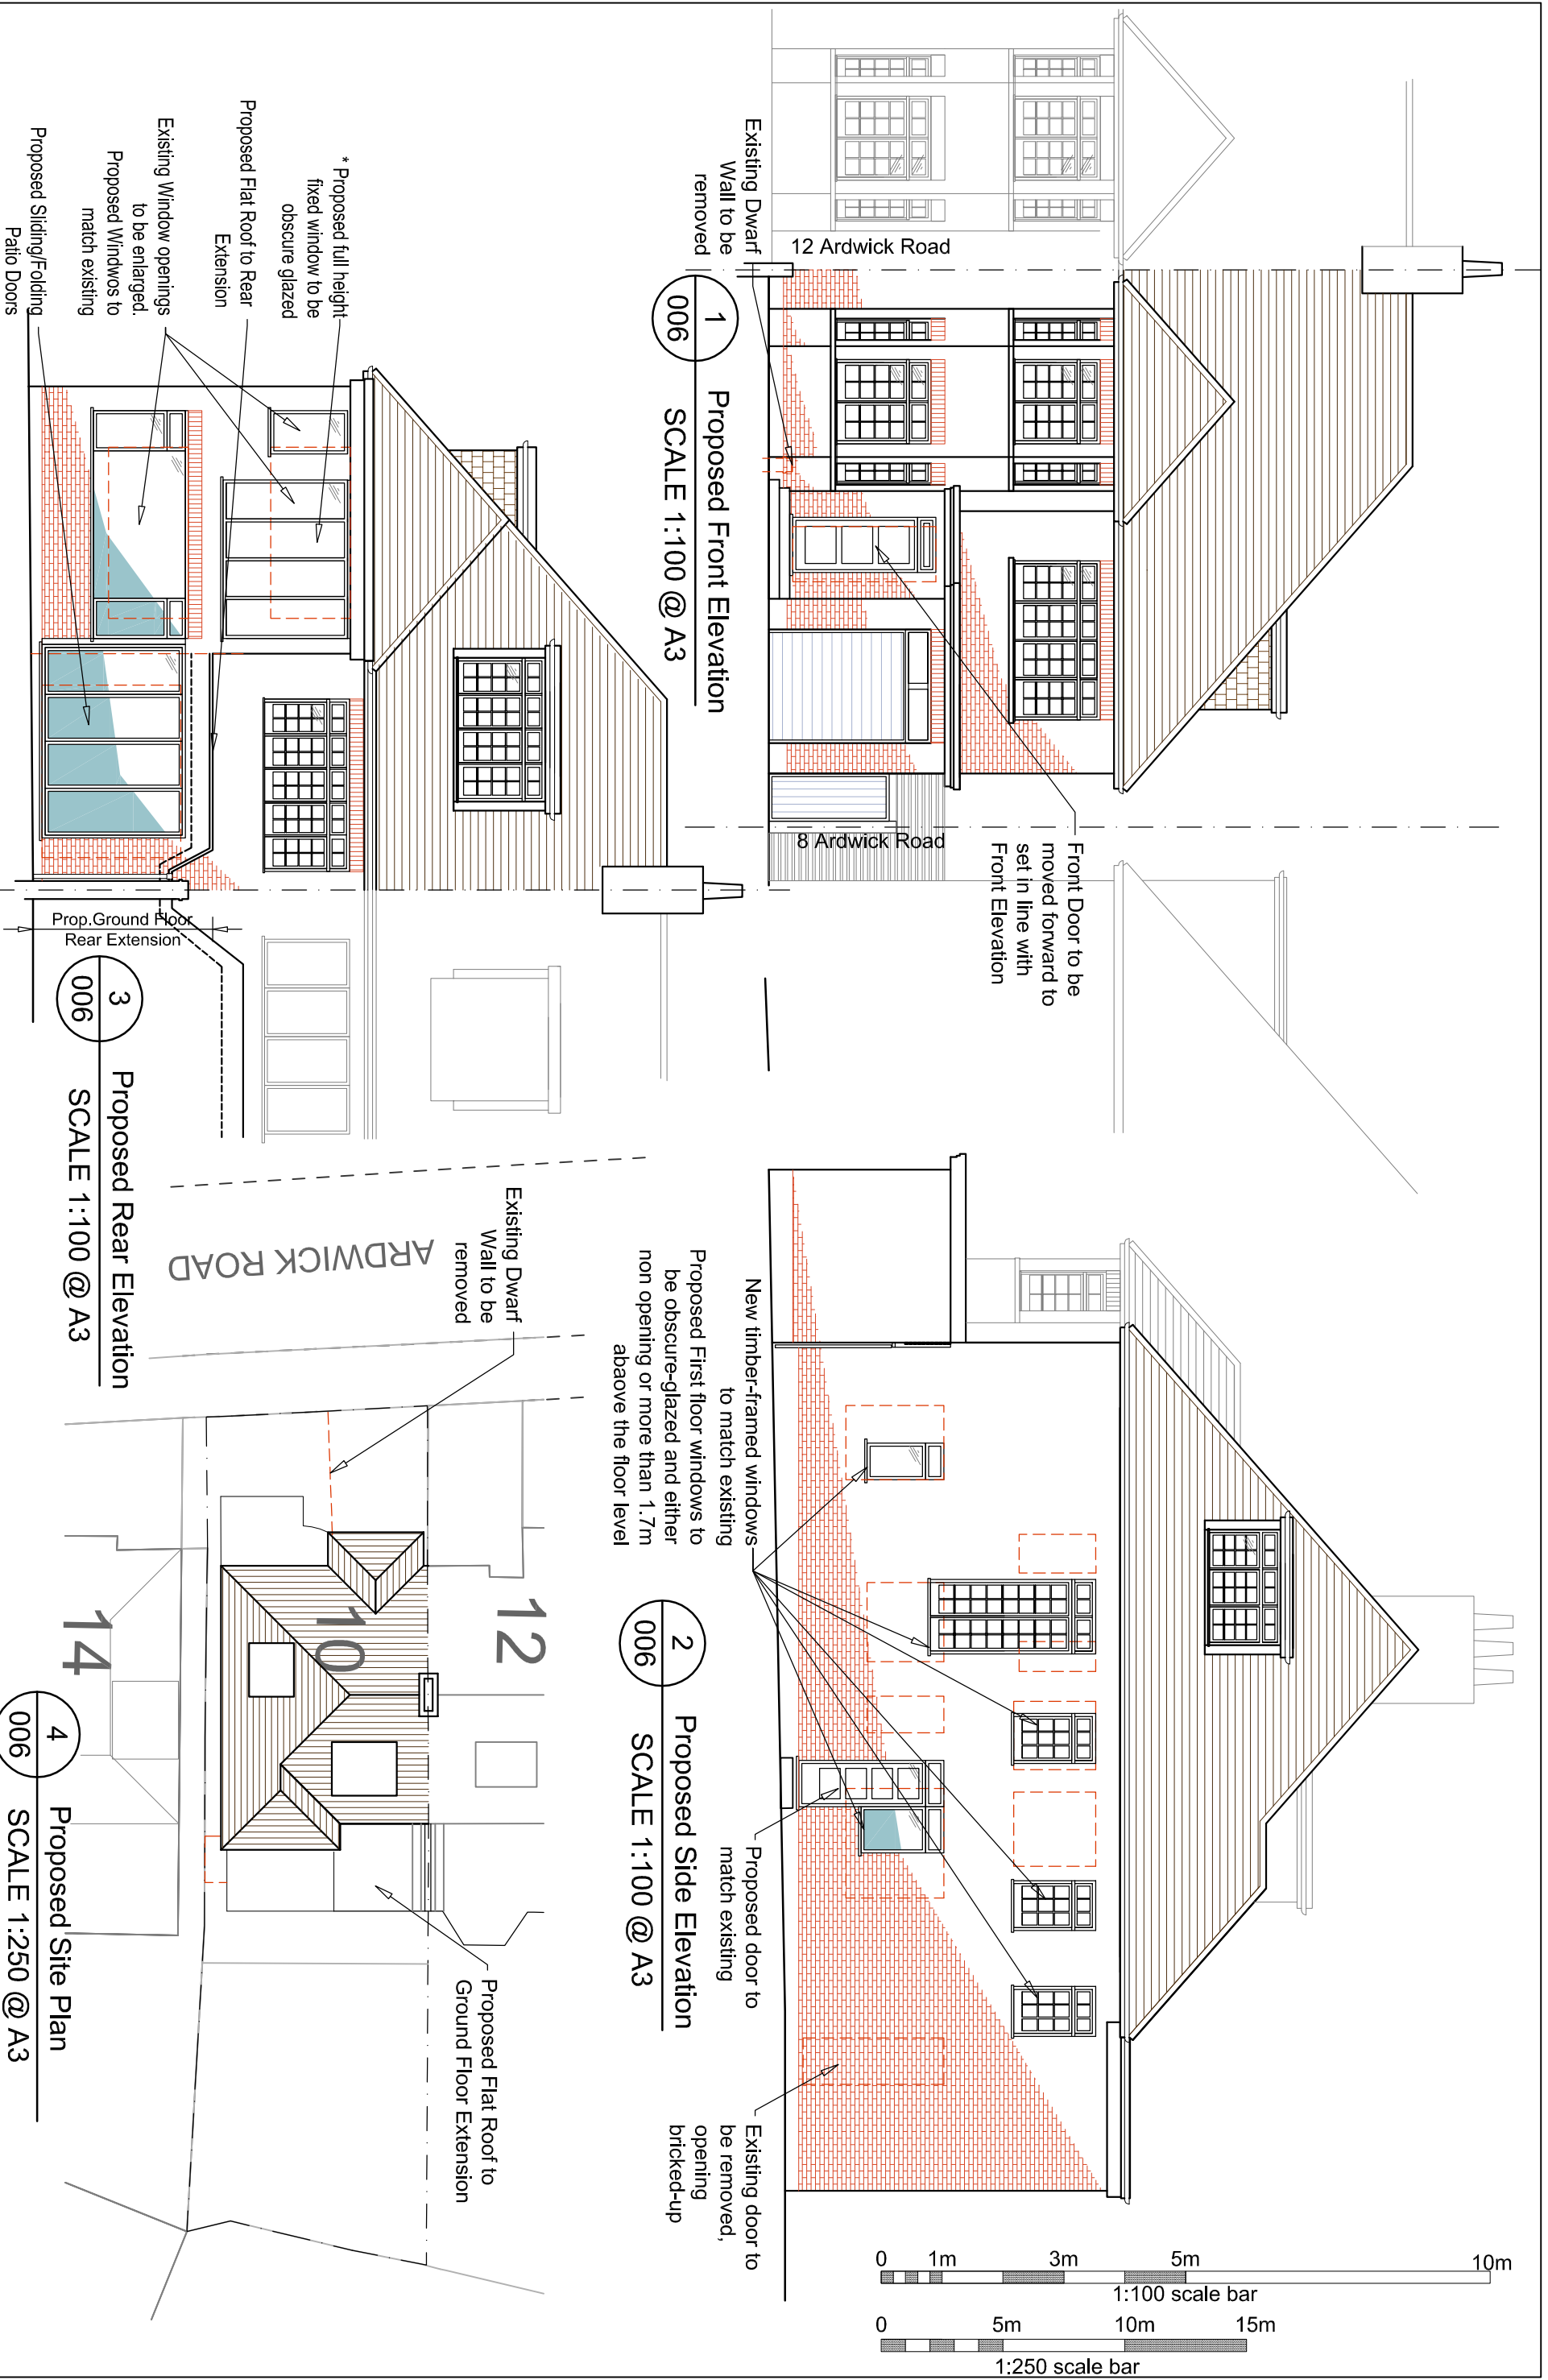 12 Ardwick Road
8 Ardwick Road
Existing Dwarf
Wall to be
removed
Front Door to be
moved forward to
set in line with
Front Elevation
1
006
Proposed Front Elevation
SCALE 1:100 @ A3
New timber-framed windows
to match existing
Proposed First floor windows to
be obscure-glazed and either
non opening or more than 1.7m
abaove the floor level
Proposed door to
match existing
Existing door to
be removed,
opening
bricked-up
2
006
Proposed Side Elevation
SCALE 1:100 @ A3
* Proposed full height
fixed window to be
obscure glazed
Proposed Flat Roof to Rear
Extension
Existing Window openings
to be enlarged.
Proposed Windwos to
match existing
Proposed Sliding/Folding
Patio Doors
Prop.Ground Floor
Rear Extension
3
006
Proposed Rear Elevation
SCALE 1:100 @ A3
ARDWICK ROAD
Existing Dwarf
Wall to be
removed
12
10
14
Proposed Flat Roof to
Ground Floor Extension
4
006
Proposed Site Plan
SCALE 1:250 @ A3
0 1m 3m 5m 10m
1:100 scale bar
0 5m 10m 15m
1:250 scale bar